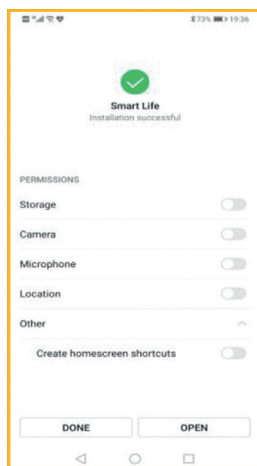 73% 19:36
Smart Life
Installation successful
PERMISSIONS
Storage
Camera
Microphone
Location
Other
Create homescreen shortcuts
DONE OPEN